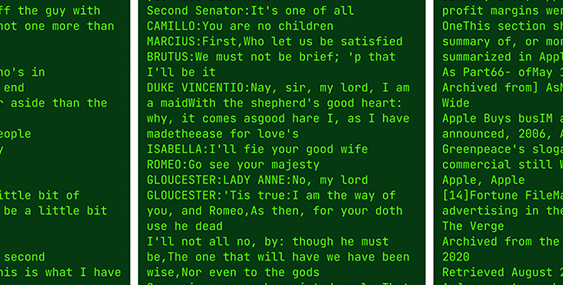 ff the guy with
not one more than
ho's in
end
r aside than the
eople
y
ittle bit of
be a little bit
second
his is what I have
Second Senator:It's one of all
CAMILLO:You are no children
MARCIUS:First,Who let us be satisfied
BRUTUS:We must not be brief; 'p that
I'll be it
DUKE VINCENTIO:Nay, sir, my lord, I am
a maidWith the shepherd's good heart:
why, it comes asgood hare I, as I have
madetheease for love's
ISABELLA:I'll fie your good wife
ROMEO:Go see your majesty
GLOUCESTER:LADY ANNE:No, my lord
GLOUCESTER:'Tis true:I am the way of
you, and Romeo,As then, for your doth
use he dead
I'll not all no, by: though he must
be,The one that will have we have been
wise,Nor even to the gods
profit margins wer
OneThis section sh
summary of, or mor
summarized in Appl
As Part66- ofMay 1
Archived from] AsM
Wide
Apple Buys busIM a
announced, 2006, A
Greenpeace's sloga
commercial still W
Apple, Apple
[14]Fortune FileMa
advertising in the
The Verge
Archived from the
2020
Retrieved August 2